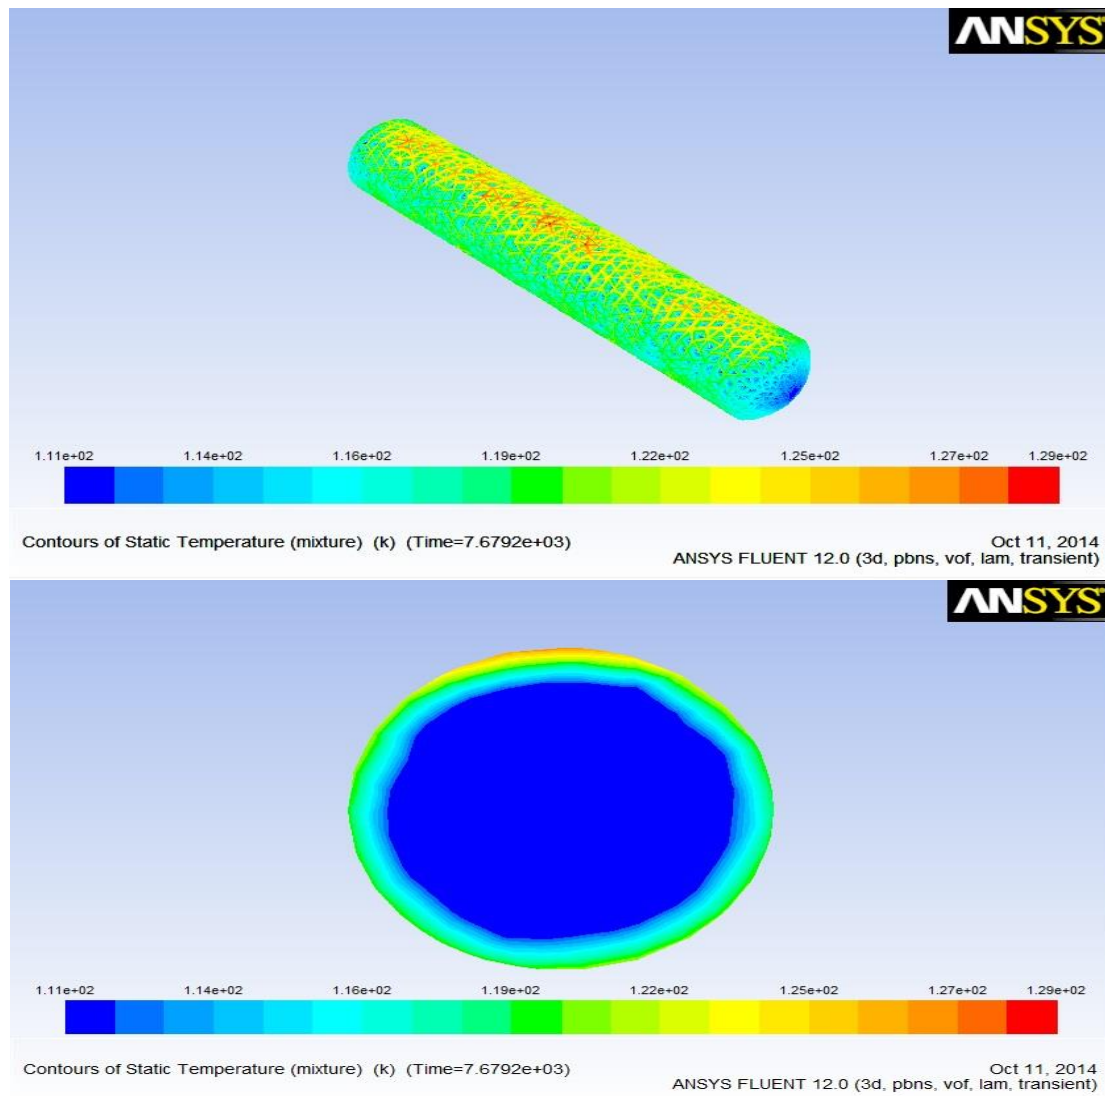 ANSYS
1.11e+02 1.14e+02 1.16e+02 1.19e+02 1.22e+02 1.25e+02 1.27e+02 1.29e+02
Contours of Static Temperature (mixture) (k) (Time=7.6792e+03)
Oct 11, 2014
ANSYS FLUENT 12.0 (3d, pbns, vof, lam, transient)
ANSYS
1.11e+02 1.14e+02 1.16e+02 1.19e+02 1.22e+02 1.25e+02 1.27e+02 1.29e+02
Contours of Static Temperature (mixture) (k) (Time=7.6792e+03)
Oct 11, 2014
ANSYS FLUENT 12.0 (3d, pbns, vof, lam, transient)